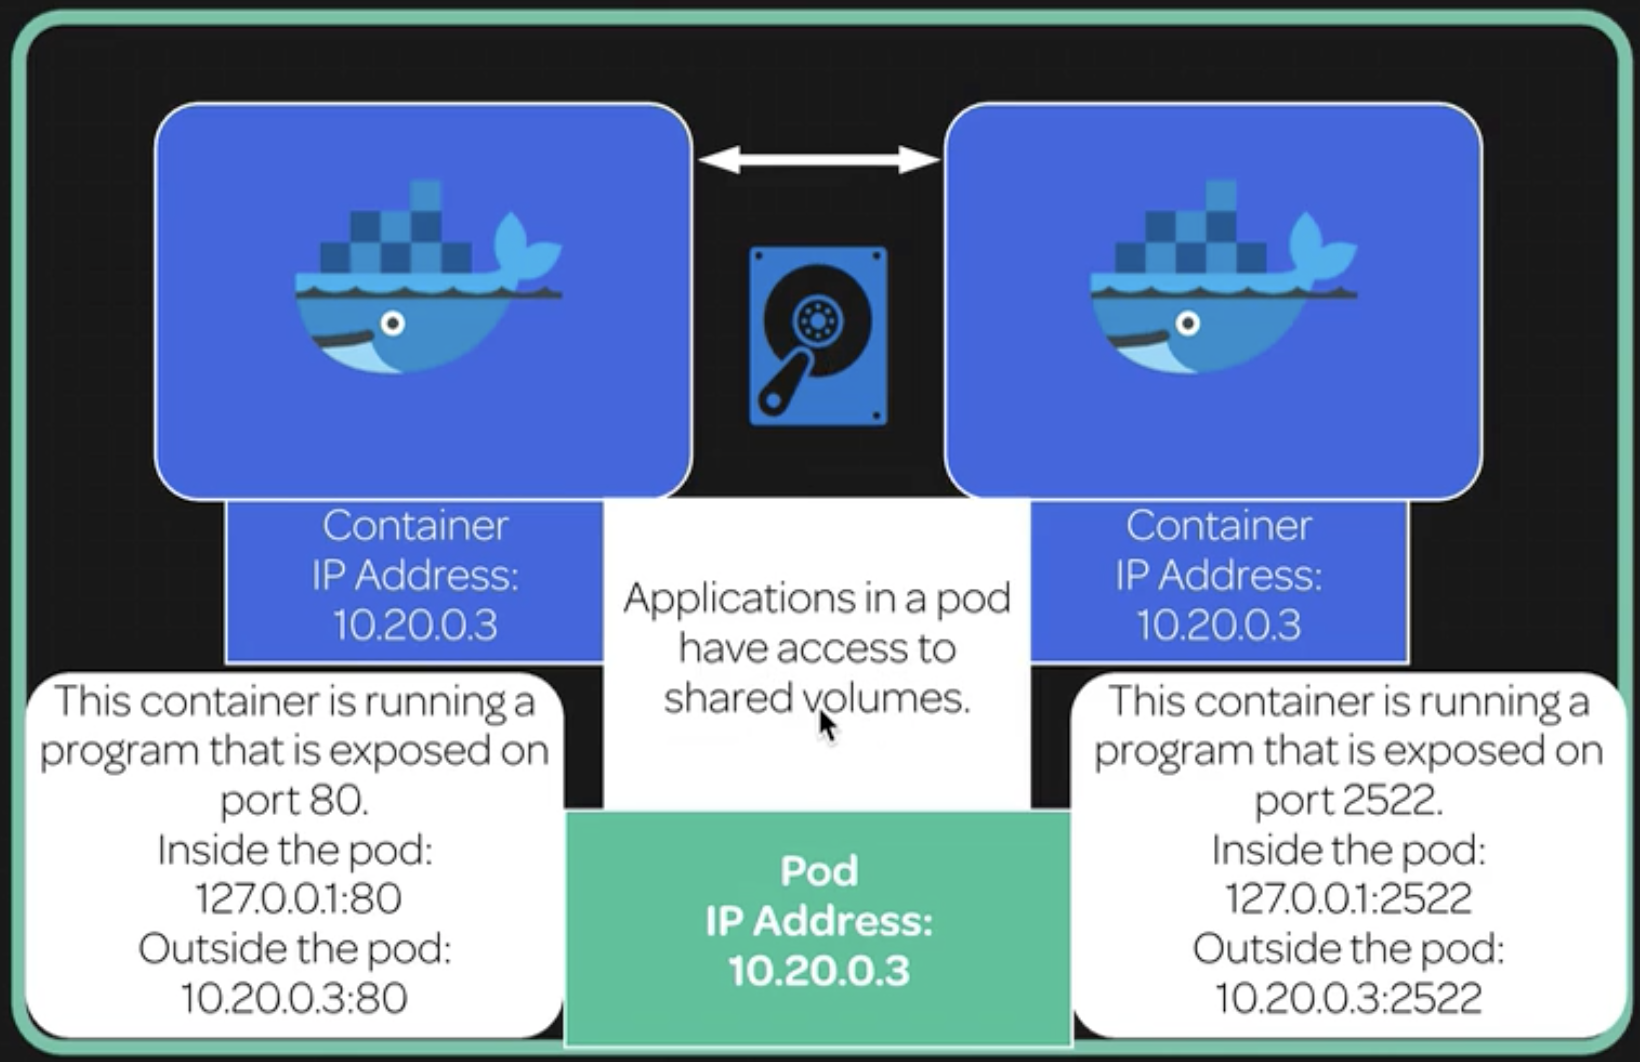 Container
IP Address:
10.20.0.3
Applications in a pod
have access to
shared volumes.
Container
IP Address:
10.20.0.3
This container is running a
program that is exposed on
port 80.
Inside the pod:
127.0.0.1:80
Outside the pod:
10.20.0.3:80
Pod
IP Address:
10.20.0.3
This container is running a
program that is exposed on
port 2522.
Inside the pod:
127.0.0.1:2522
Outside the pod:
10.20.0.3:2522